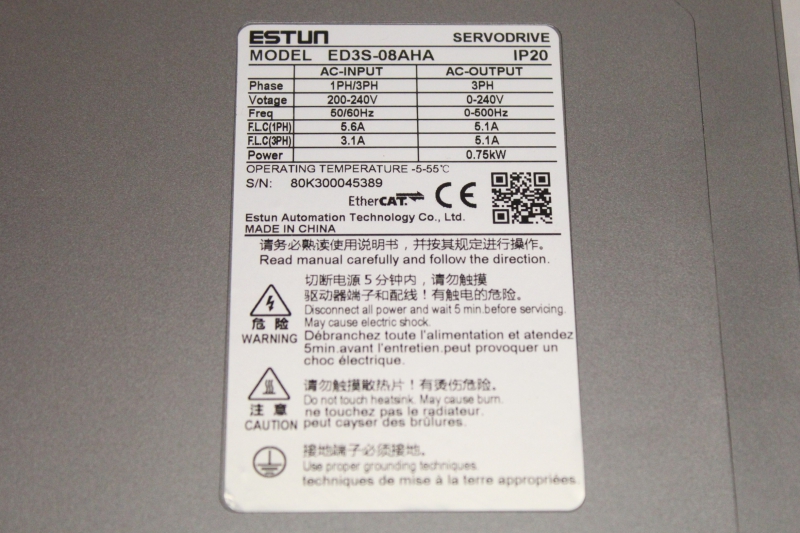 ESTUN SERVODRIVE
MODEL ED3S-08AHA IP20
AC-INPUT AC-OUTPUT
Phase 1PH/3PH 3PH
Votage 200-240V 0-240V
Freq 50/60Hz 0-500Hz
F.L.C(1PH) 5.6A 5.1A
F.L.C(3PH) 3.1A 5.1A
Power 0.75kW
OPERATING TEMPERATURE -5-55℃
S/N: 80K300045389
EtherCAT CE
Estun Automation Technology Co., Ltd.
MADE IN CHINA
请务必熟读使用说明书，并按其规定进行操作。
Read manual carefully and follow the direction.
切断电源5分钟内，请勿触摸
驱动器端子和配线！有触电的危险。
Disconnect all power and wait 5 min.before servicing.
May cause electric shock.
危险
WARNING
Débranchez toute l'alimentation et atendez
5min.avant l'entretien.peut provoquer un
choc électrique.
请勿触摸散热片！有烫伤危险。
Do not touch heatsink. May cause burn.
ne touchez pas le radiateur.
peut cayser des brûlures.
注意
CAUTION
接地端子必须接地。
Use proper grounding techniques.
techniques de mise à la terre appropriées.